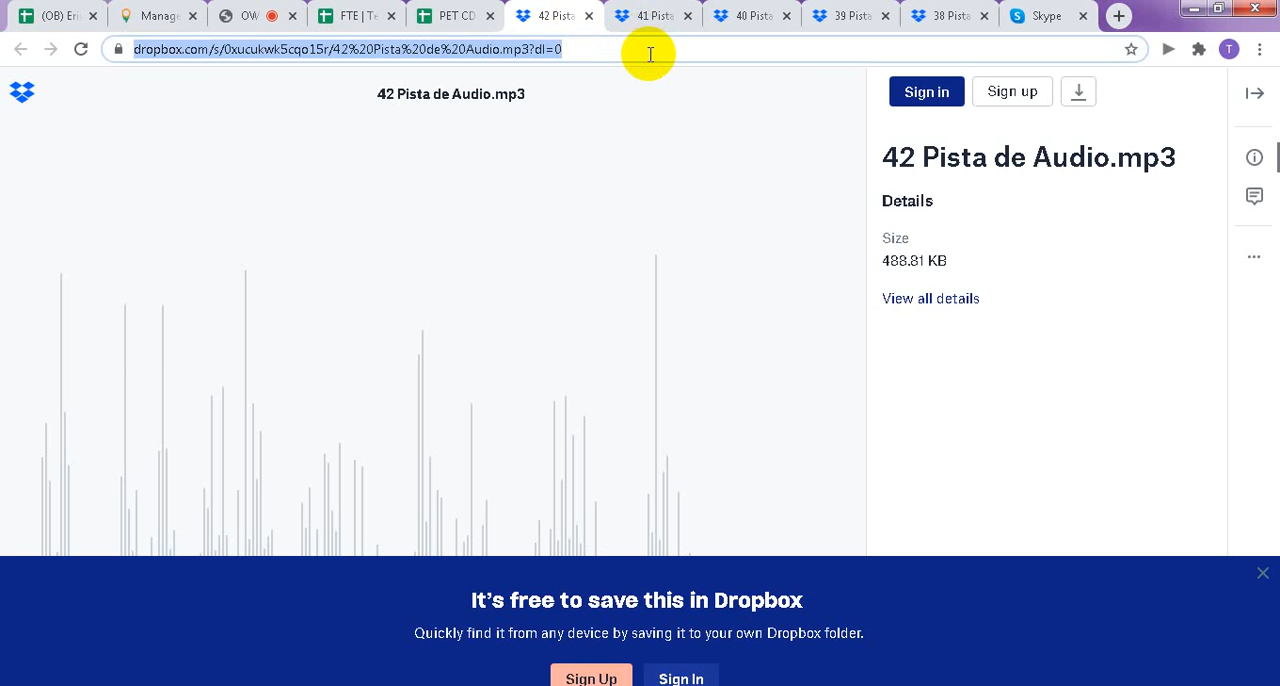 (OB) Eri
Manage
OW
FTE | Te
PET CD
42 Pista
41 Pista
40 Pista
39 Pista
38 Pista
Skype
dropbox.com/s/0xucukwk5cqo15r/42%20Pista%20de%20Audio.mp3?dl=0
T
42 Pista de Audio.mp3
Sign in
Sign up
42 Pista de Audio.mp3
Details
Size
488.81 KB
View all details
It's free to save this in Dropbox
Quickly find it from any device by saving it to your own Dropbox folder.
Sign Up
Sign In